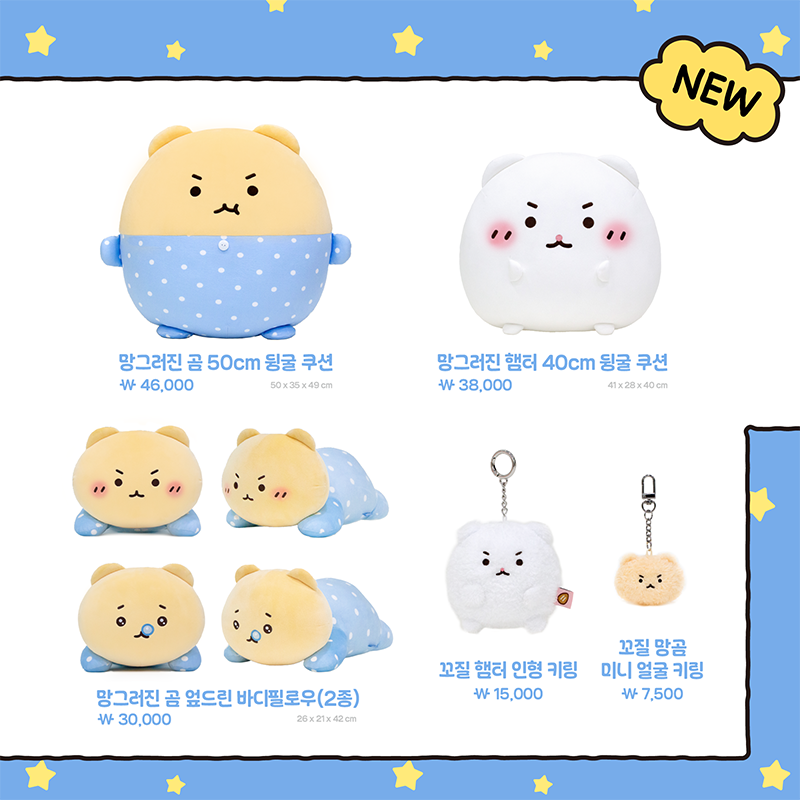 NEW
망그러진 곰 50cm 뒹굴 쿠션
₩ 46,000
50 x 35 x 49 cm
망그러진 햄터 40cm 뒹굴 쿠션
₩ 38,000
41 x 28 x 40 cm
망그러진 곰 엎드린 바디필로우(2종)
₩ 30,000
26 x 21 x 42 cm
꼬질 햄터 인형 키링
₩ 15,000
꼬질 망곰
미니 얼굴 키링
₩ 7,500